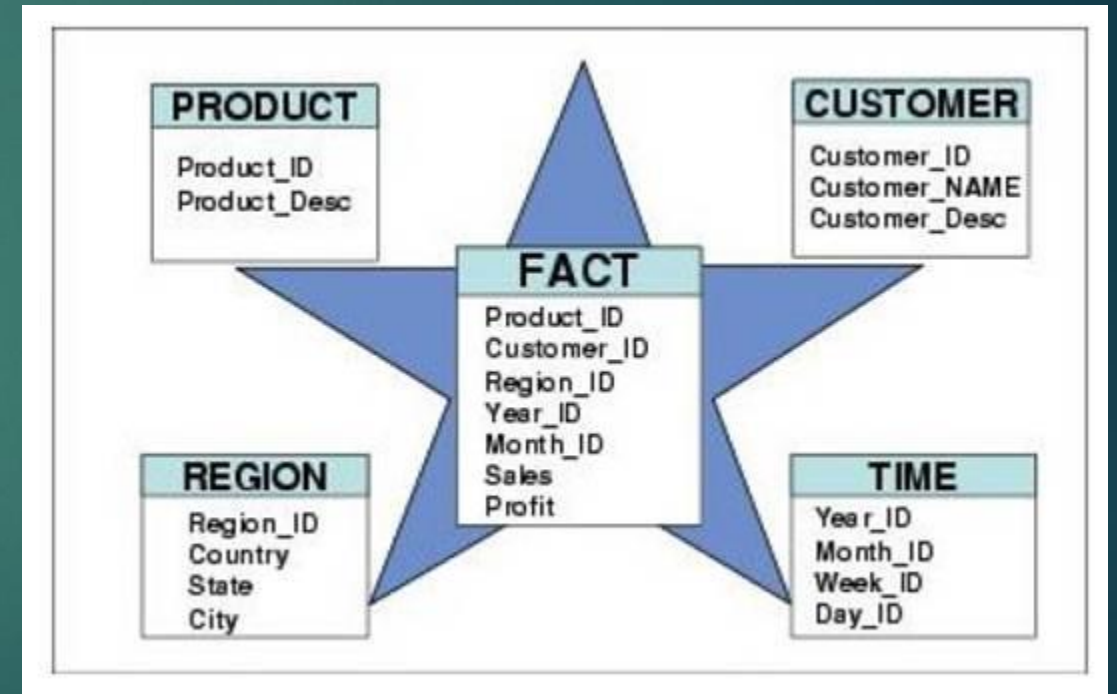 PRODUCT
Product_ID
Product_Desc
CUSTOMER
Customer_ID
Customer_NAME
Customer_Desc
FACT
Product_ID
Customer_ID
Region_ID
Year_ID
Month_ID
Sales
Profit
REGION
Region_ID
Country
State
City
TIME
Year_ID
Month_ID
Week_ID
Day_ID